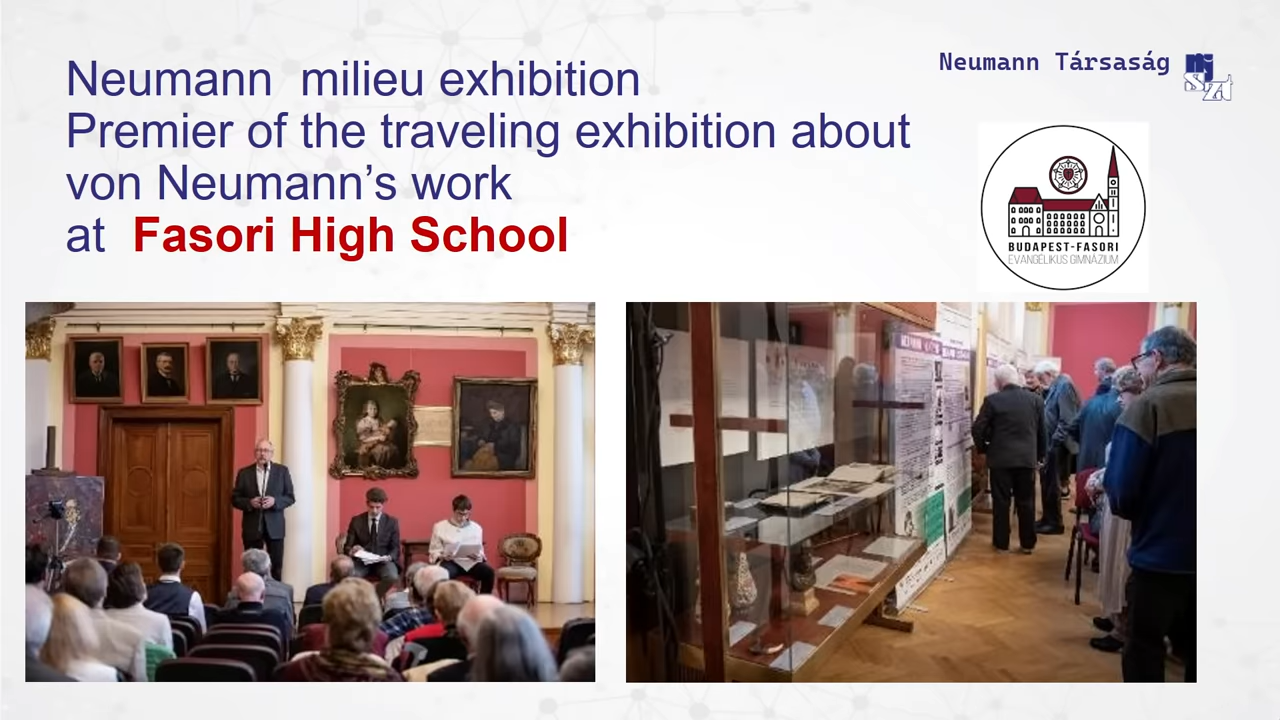 Neumann milieu exhibition
Premier of the traveling exhibition about
von Neumann's work
at Fasori High School
Neumann Társaság
njszt
BUDAPEST-FASORI
EVANGÉLIKUS GIMNÁZIUM